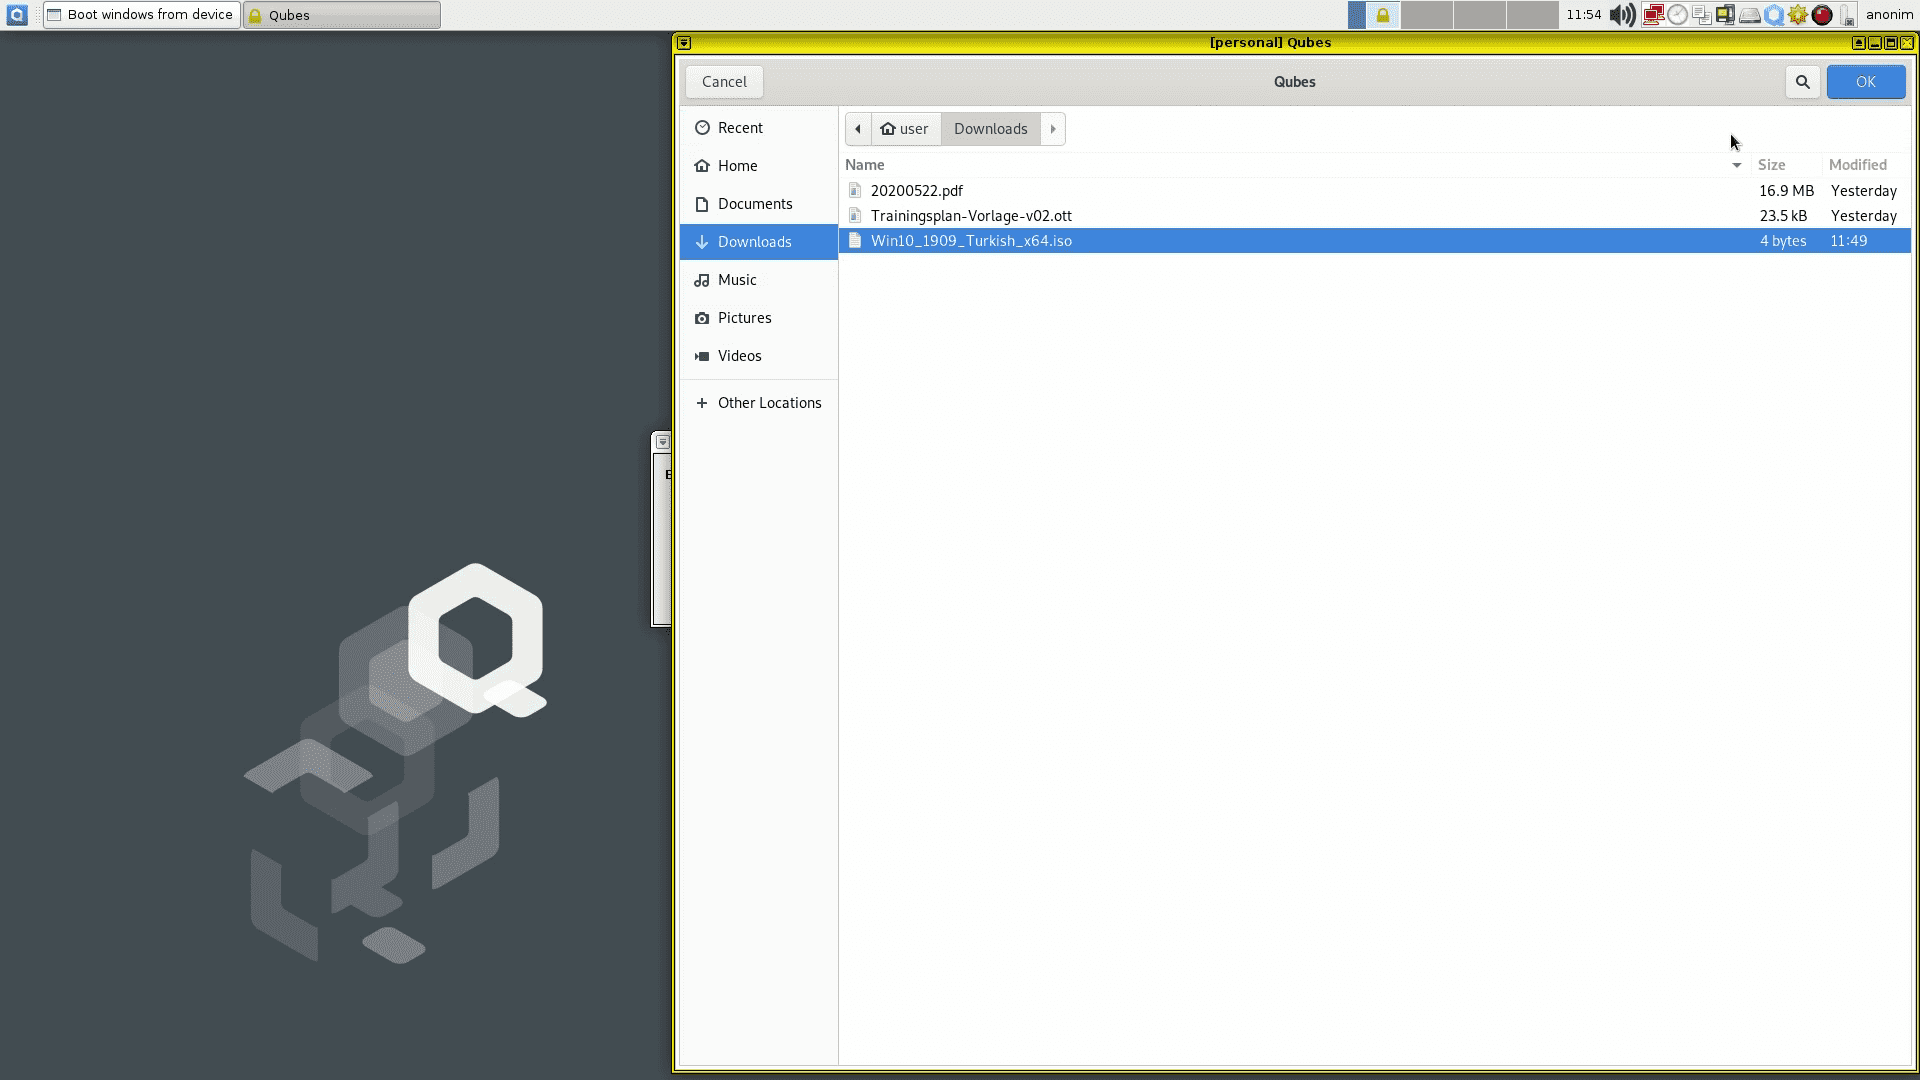 Boot windows from device
Qubes
11:54
anonim
[personal] Qubes
Cancel
Qubes
OK
Recent
Home
Documents
Downloads
Music
Pictures
Videos
Other Locations
user
Downloads
Name Size Modified
20200522.pdf 16.9 MB Yesterday
Trainingsplan-Vorlage-v02.ott 23.5 kB Yesterday
Win10_1909_Turkish_x64.iso 4 bytes 11:49